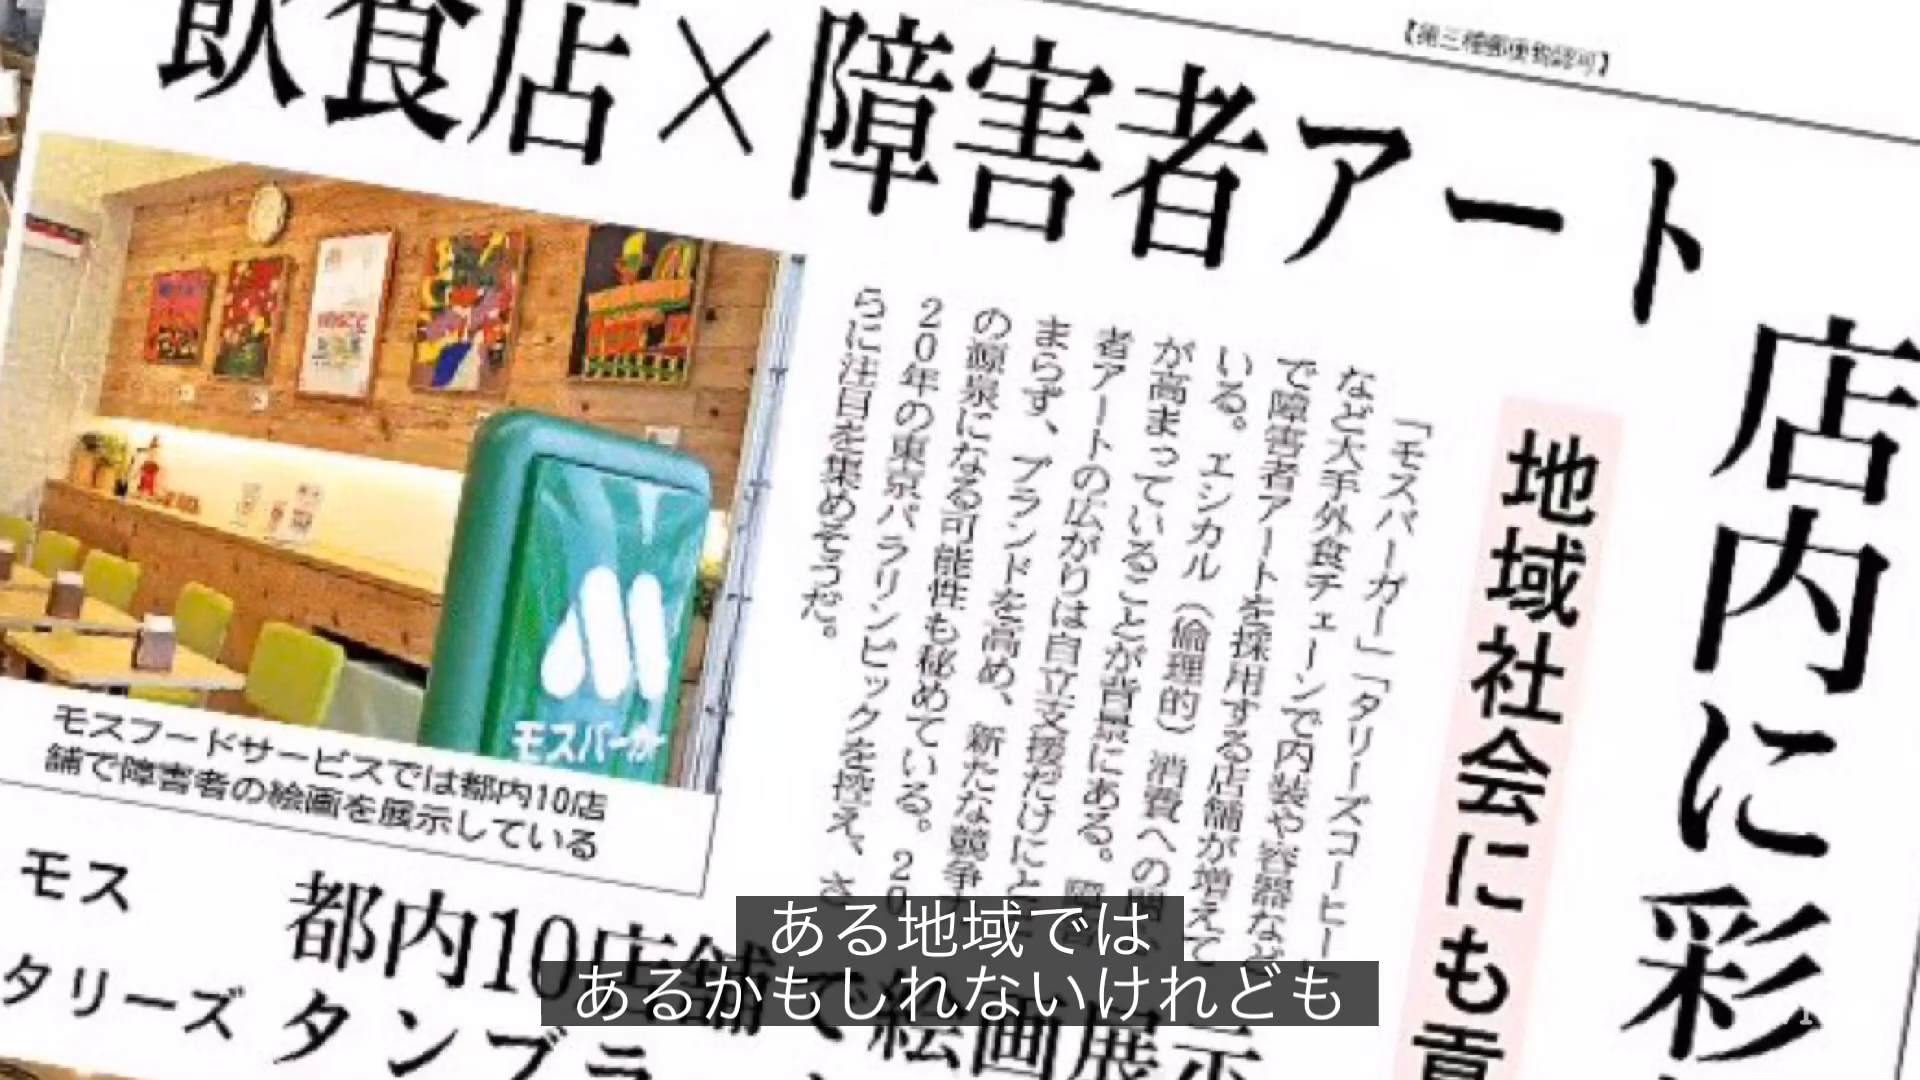 【第三種郵便物認可】
飲食店×障害者アート
店内に彩
地域社会にも貢
「モスバーガー」「タリーズコーヒー」
など大手外食チェーンで内装や容器など
で障害者アートを採用する店舗が増えて
いる。エシカル（倫理的）消費への関
が高まっていることが背景にある。障
者アートの広がりは自立支援だけにと
まらず、ブランドを高め、新たな競争力
の源泉になる可能性も秘めている。20
20年の東京パラリンピックを控え、さ
らに注目を集めそうだ。
モスバーガー
モスフードサービスでは都内10店
舗で障害者の絵画を展示している
モス
都内10店舗で絵画展示
タリーズ
タンブラ
ある地域では
あるかもしれないけれども